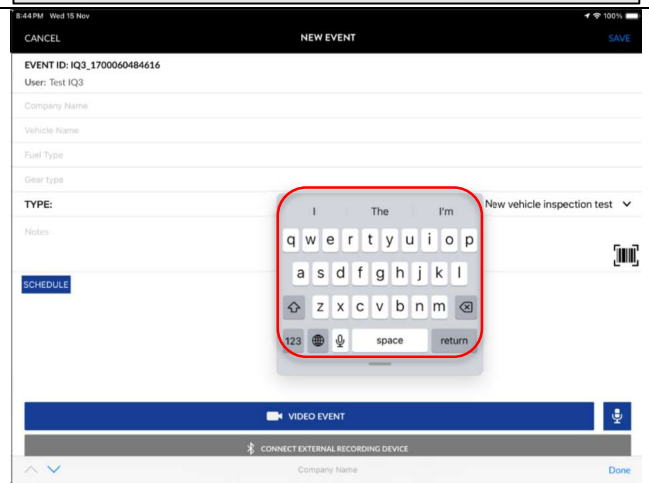 8:44 PM Wed 15 Nov 100%
CANCEL NEW EVENT SAVE
EVENT ID: IQ3_1700060484616
User: Test IQ3
Company Name
Vehicle Name
Fuel Type
Gear type
TYPE: New vehicle inspection test
Notes
I The I'm
q w e r t y u i o p
a s d f g h j k l
SCHEDULE
z x c v b n m
123 space return
VIDEO EVENT
CONNECT EXTERNAL RECORDING DEVICE
Company Name Done